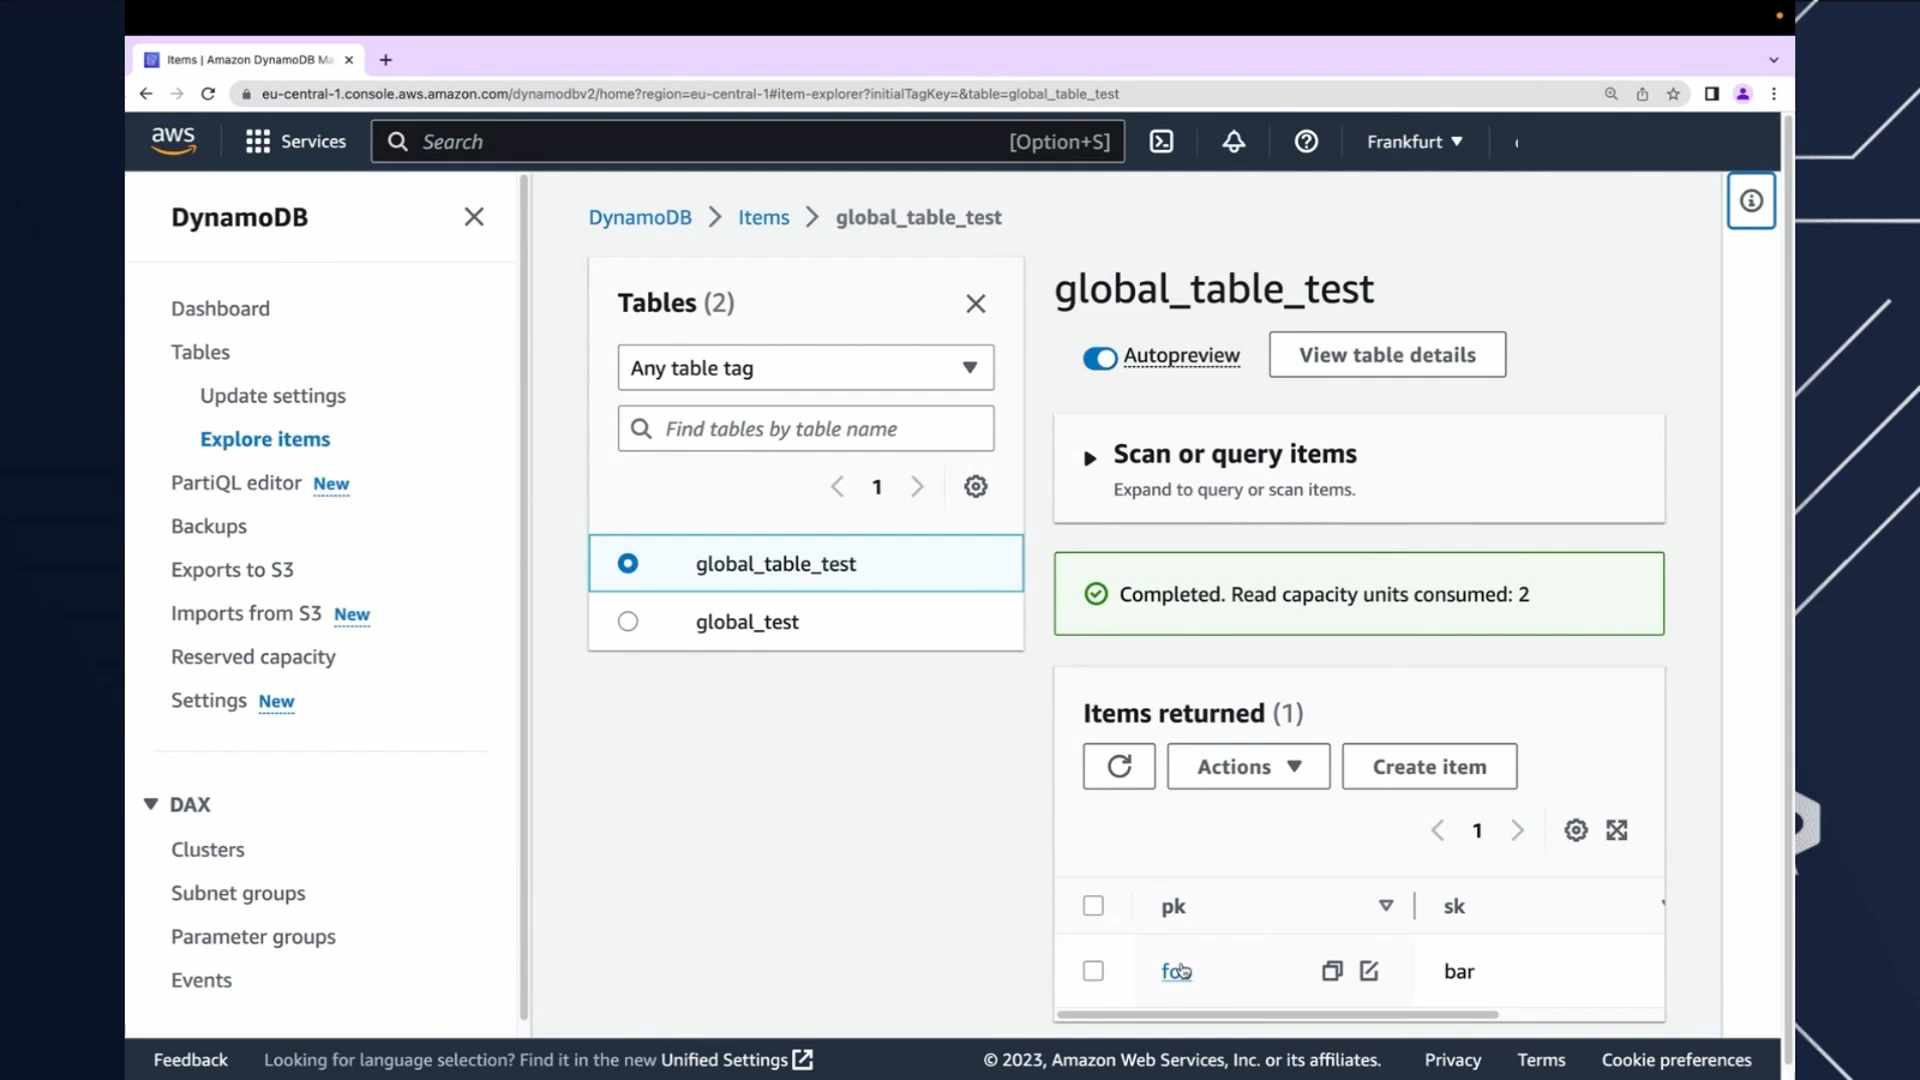 Items | Amazon DynamoDB Ma
eu-central-1.console.aws.amazon.com/dynamodbv2/home?region=eu-central-1#item-explorer?initialTagKey=&table=global_table_test
aws
Services
Search
[Option+S]
Frankfurt
DynamoDB
Dashboard
Tables
Update settings
Explore items
PartiQL editor New
Backups
Exports to S3
Imports from S3 New
Reserved capacity
Settings New
DAX
Clusters
Subnet groups
Parameter groups
Events
DynamoDB > Items > global_table_test
Tables (2)
Any table tag
Find tables by table name
1
global_table_test
global_test
global_table_test
Autopreview
View table details
Scan or query items
Expand to query or scan items.
Completed. Read capacity units consumed: 2
Items returned (1)
Actions
Create item
1
pk
sk
bar
Feedback
Looking for language selection? Find it in the new Unified Settings
© 2023, Amazon Web Services, Inc. or its affiliates.
Privacy
Terms
Cookie preferences